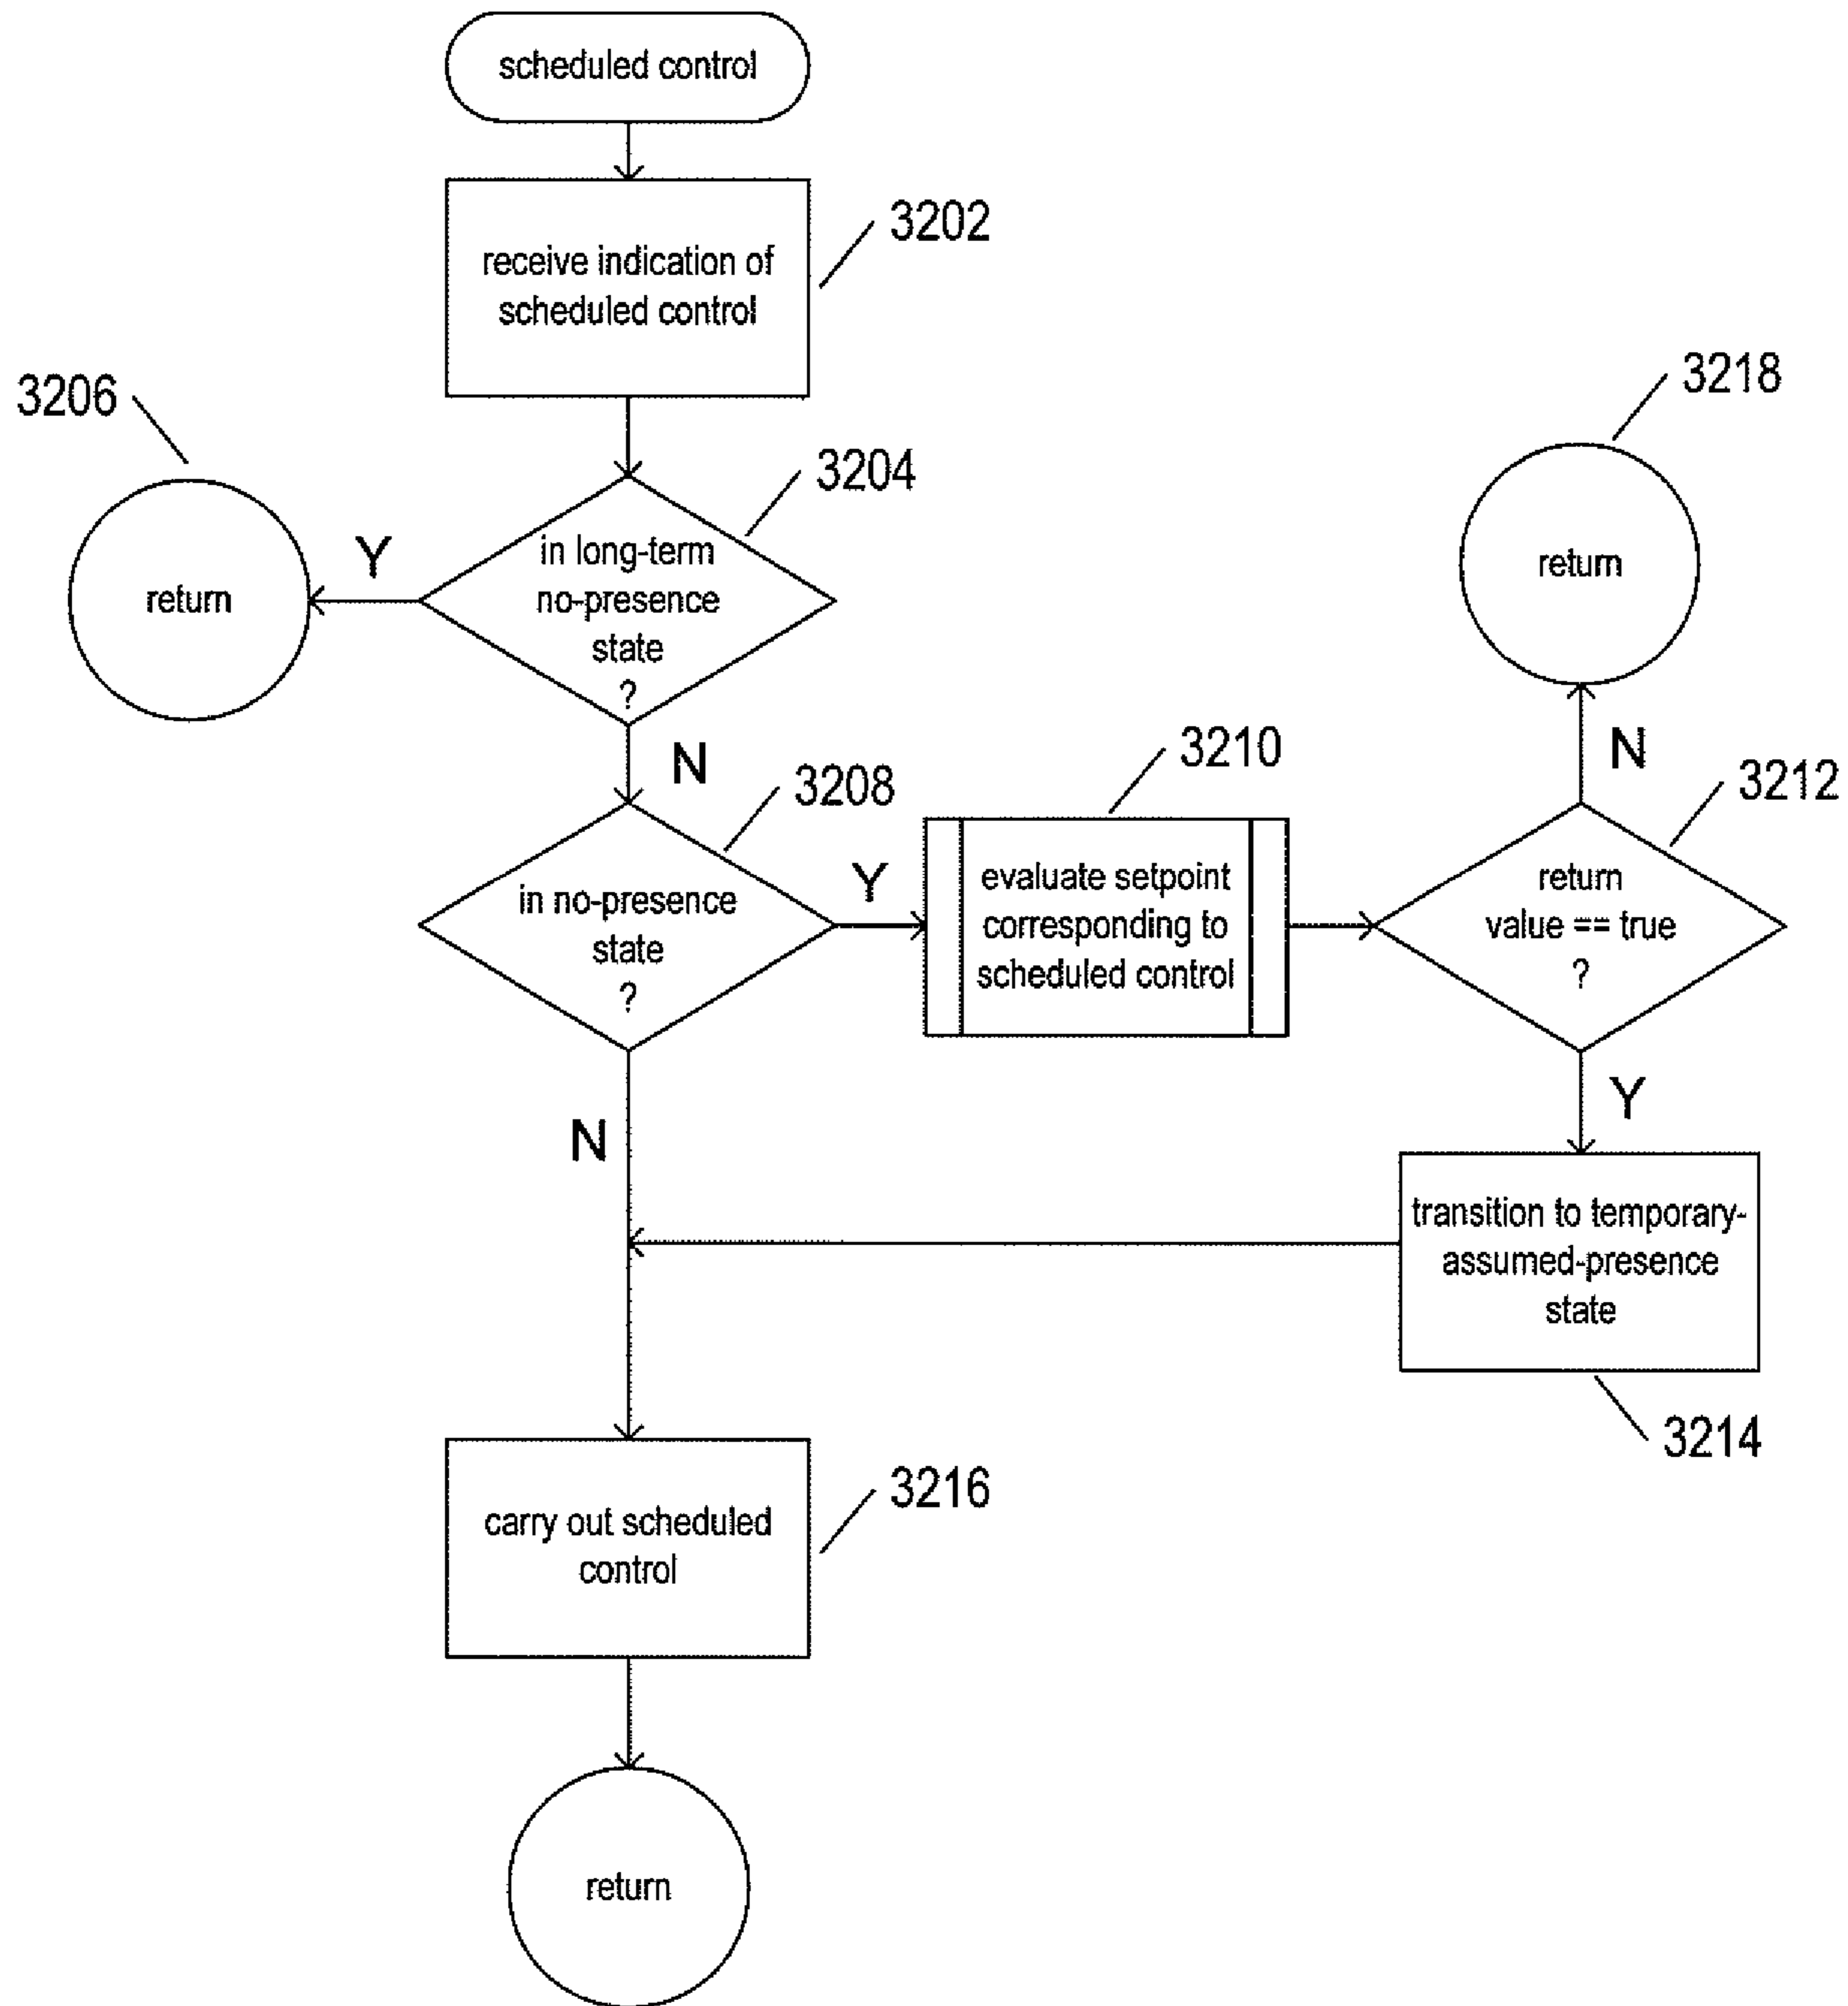 scheduled control
receive indication of
scheduled control
3202
3206
3218
3204
in long-term
no-presence
state
?
Y
return
return
N
3208
3210
N
3212
in no-presence
state
?
Y
evaluate setpoint
corresponding to
scheduled control
return
value == true
?
N
Y
transition to temporary-
assumed-presence
state
3214
carry out scheduled
control
3216
return